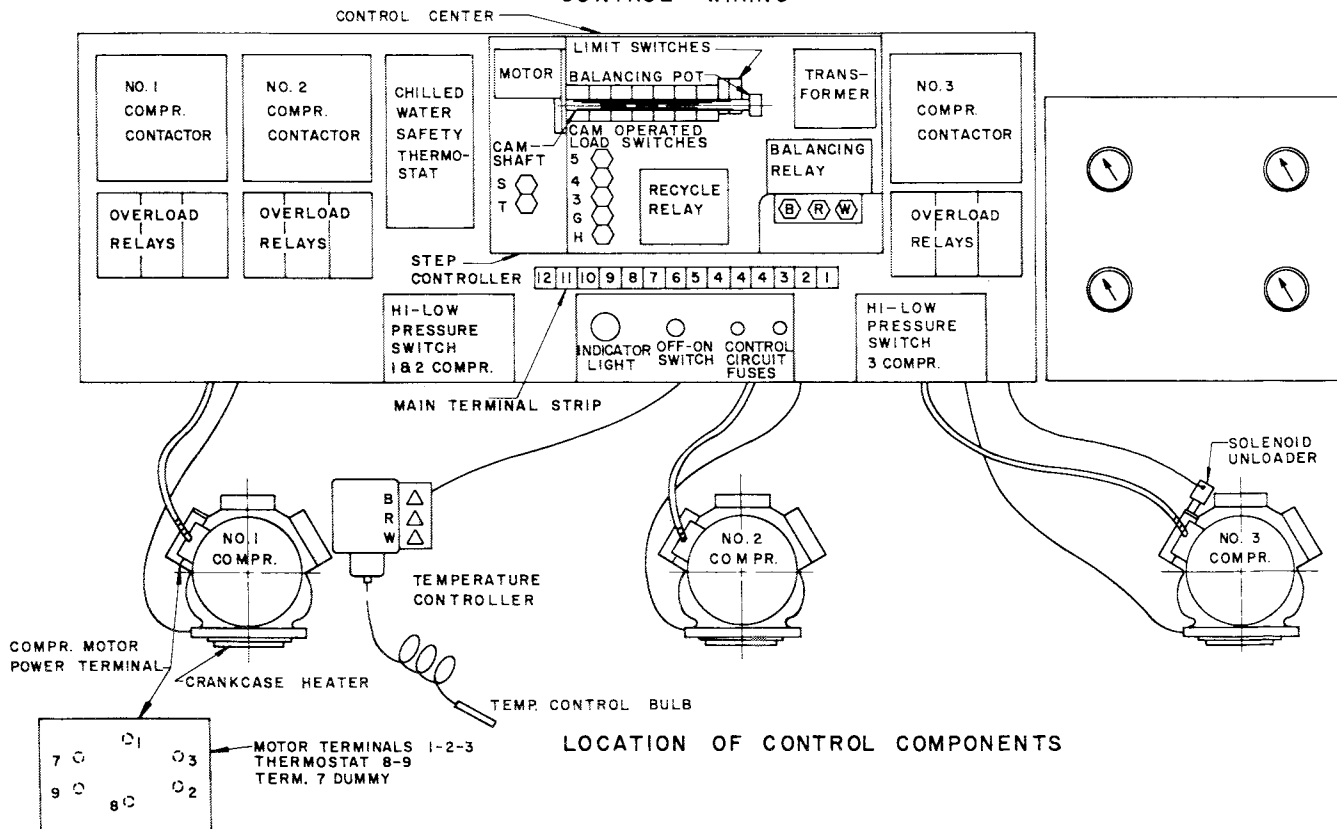 CONTROL WIRING
CONTROL CENTER
NO. 1
COMPR.
CONTACTOR
NO. 2
COMPR.
CONTACTOR
CHILLED
WATER
SAFETY
THERMO-
STAT
MOTOR
LIMIT SWITCHES
BALANCING POT
TRANS-
FORMER
NO. 3
COMPR.
CONTACTOR
CAM-
SHAFT
S
T
CAM OPERATED
LOAD SWITCHES
5
4
3
G
H
RECYCLE
RELAY
BALANCING
RELAY
B R W
OVERLOAD
RELAYS
OVERLOAD
RELAYS
OVERLOAD
RELAYS
STEP
CONTROLLER
12 11 10 9 8 7 6 5 4 4 4 3 2 1
HI-LOW
PRESSURE
SWITCH
1&2 COMPR.
INDICATOR
LIGHT
OFF-ON
SWITCH
CONTROL
CIRCUIT
FUSES
HI-LOW
PRESSURE
SWITCH
3 COMPR.
MAIN TERMINAL STRIP
SOLENOID
UNLOADER
NO. 1
COMPR.
B
R
W
TEMPERATURE
CONTROLLER
NO. 2
COMPR.
NO. 3
COMPR.
COMPR. MOTOR
POWER TERMINAL
CRANKCASE HEATER
TEMP. CONTROL BULB
1
7
3
9
2
8
MOTOR TERMINALS 1-2-3
THERMOSTAT 8-9
TERM. 7 DUMMY
LOCATION OF CONTROL COMPONENTS